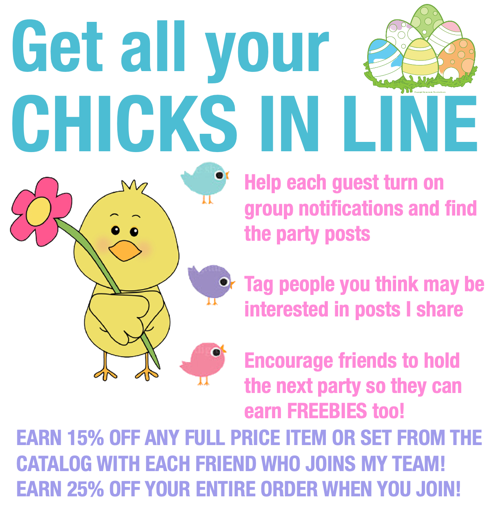 Get all your
CHICKS IN LINE
Help each guest turn on
group notifications and find
the party posts
Tag people you think may be
interested in posts I share
Encourage friends to hold
the next party so they can
earn FREEBIES too!
EARN 15% OFF ANY FULL PRICE ITEM OR SET FROM THE
CATALOG WITH EACH FRIEND WHO JOINS MY TEAM!
EARN 25% OFF YOUR ENTIRE ORDER WHEN YOU JOIN!